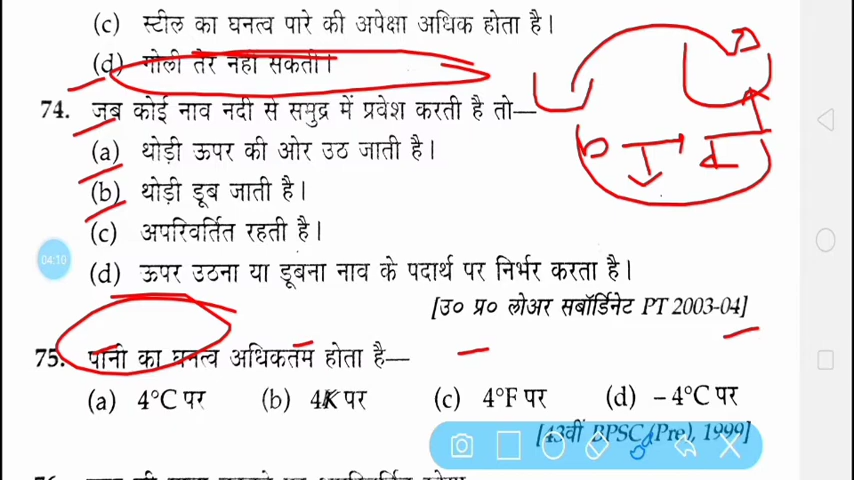 (c) स्टील का घनत्व पारे की अपेक्षा अधिक होता है।
(d) गोली तैर नहीं सकती।
74. जब कोई नाव नदी से समुद्र में प्रवेश करती है तो—
(a) थोड़ी ऊपर की ओर उठ जाती है।
(b) थोड़ी डूब जाती है।
(c) अपरिवर्तित रहती है।
(d) ऊपर उठना या डूबना नाव के पदार्थ पर निर्भर करता है।
[उ० प्र० लोअर सबॉर्डिनेट PT 2003-04]
04:10
75. पानी का घनत्व अधिकतम होता है—
(a) 4°C पर (b) 4K पर (c) 4°F पर (d) – 4°C पर
[43वीं BPSC (Pre), 1999]